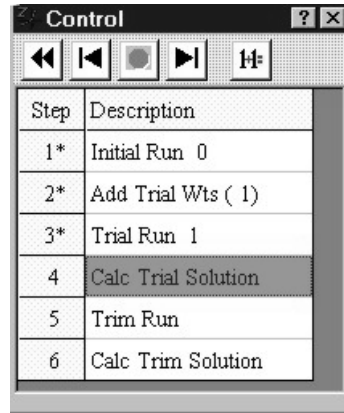 Control
Step Description
1* Initial Run 0
2* Add Trial Wts ( 1)
3* Trial Run 1
4 Calc Trial Solution
5 Trim Run
6 Calc Trim Solution